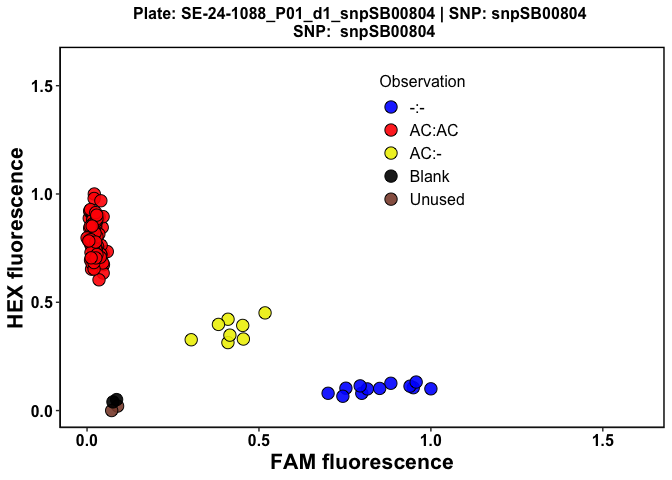 Plate: SE-24-1088_P01_d1_snpSB00804 | SNP: snpSB00804
SNP: snpSB00804
Observation
-:-
AC:AC
AC:-
Blank
Unused
HEX fluorescence
1.5
1.0
0.5
0.0
0.0 0.5 1.0 1.5
FAM fluorescence